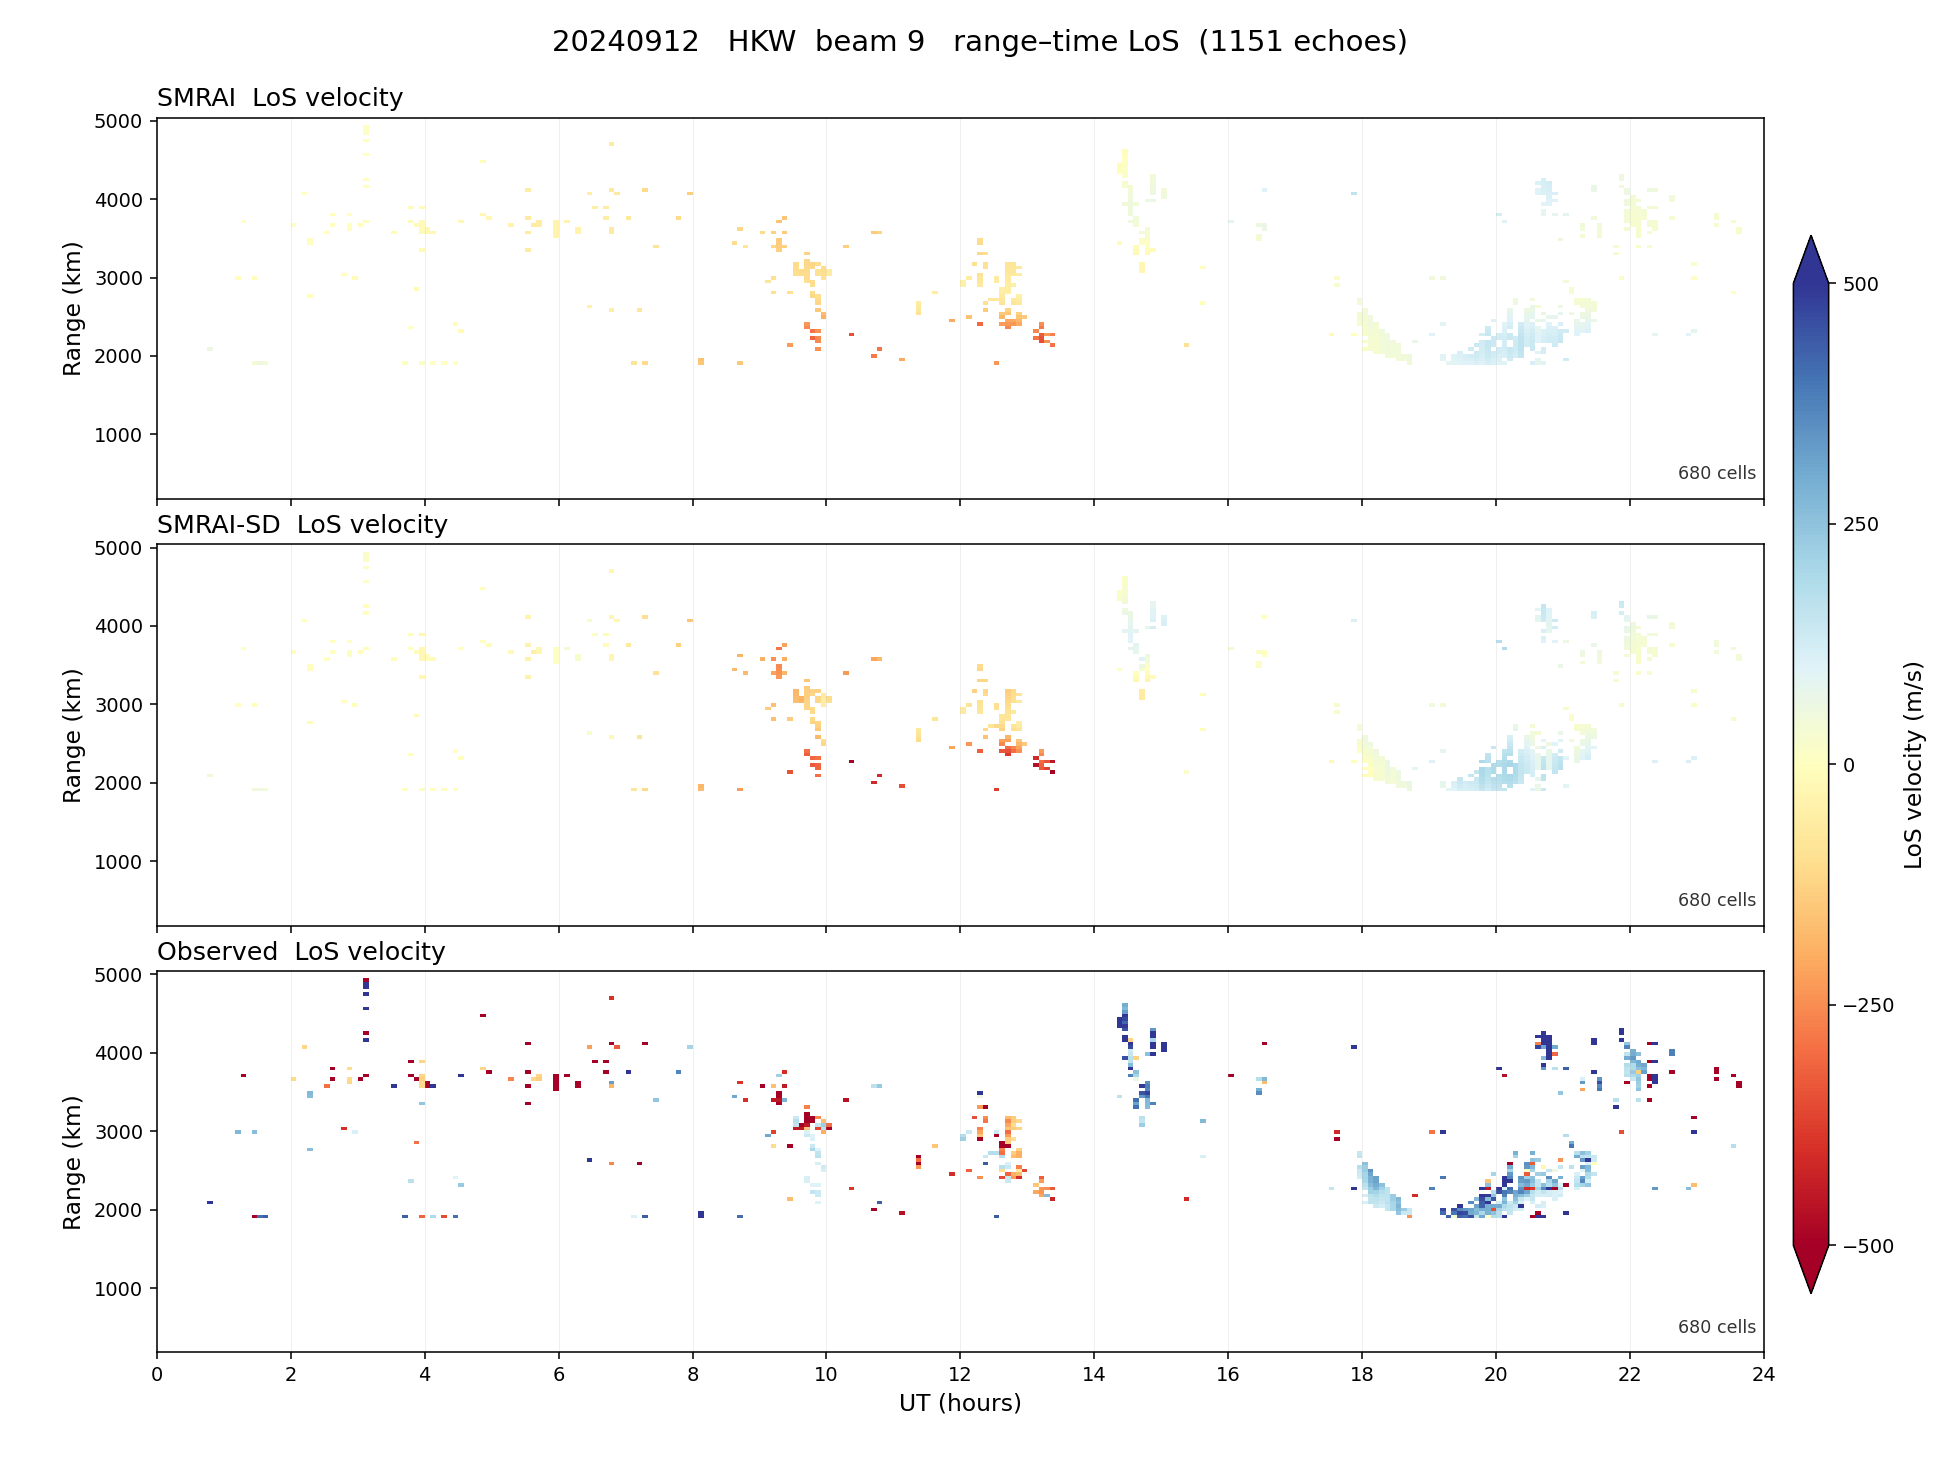 20240912   HKW  beam 9   range–time LoS  (1151 echoes)
SMRAI  LoS velocity
5000
4000
3000
2000
1000
Range (km)
680 cells
SMRAI-SD  LoS velocity
5000
4000
3000
2000
1000
Range (km)
680 cells
Observed  LoS velocity
5000
4000
3000
2000
1000
Range (km)
680 cells
0 2 4 6 8 10 12 14 16 18 20 22 24
UT (hours)
500
250
0
−250
−500
LoS velocity (m/s)